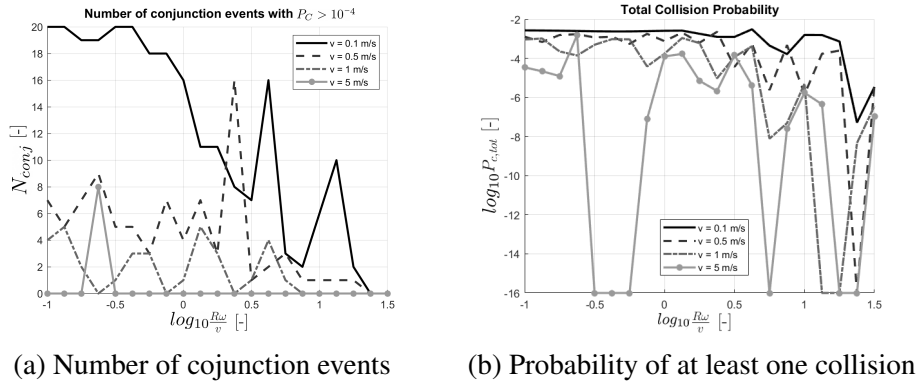 Number of conjunction events with P_C > 10^{-4}
v = 0.1 m/s
v = 0.5 m/s
v = 1 m/s
v = 5 m/s
20
18
16
14
12
10
8
6
4
2
0
N_{conj} [-]
-1
-0.5
0
0.5
1
1.5
log_{10} \frac{Rω}{v} [-]
(a) Number of cojunction events
Total Collision Probability
-2
-4
-6
-8
-10
-12
-14
-16
log_{10}P_{c,tot} [-]
v = 0.1 m/s
v = 0.5 m/s
v = 1 m/s
v = 5 m/s
-1
-0.5
0
0.5
1
1.5
log_{10} \frac{Rω}{v} [-]
(b) Probability of at least one collision